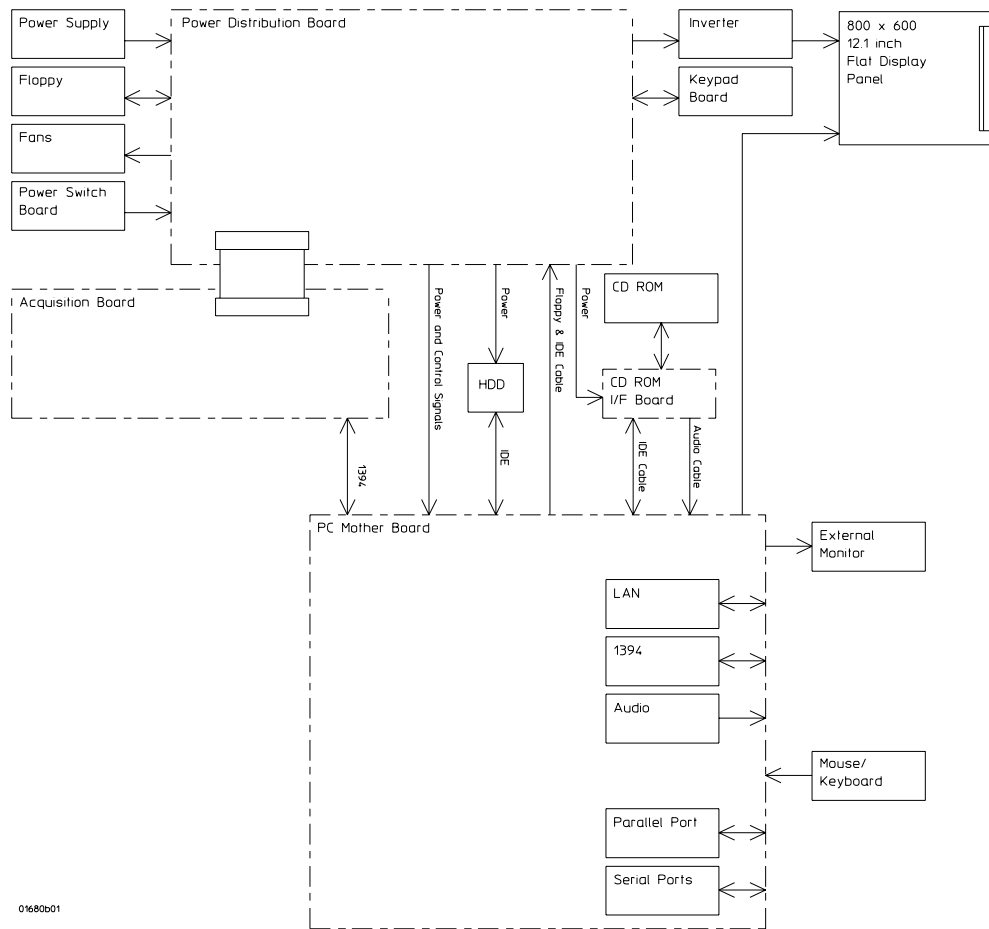 Power Supply
Power Distribution Board
Inverter
800 x 600
12.1 inch
Flat Display
Panel
Floppy
Keypad
Board
Fans
Power Switch
Board
Acquisition Board
Power and Control Signals
Power
Floppy & IDE Cable
Power
CD ROM
HDD
CD ROM
I/F Board
1394
IDE
IDE Cable
Audio Cable
PC Mother Board
External
Monitor
LAN
1394
Audio
Mouse/
Keyboard
Parallel Port
Serial Ports
01680b01